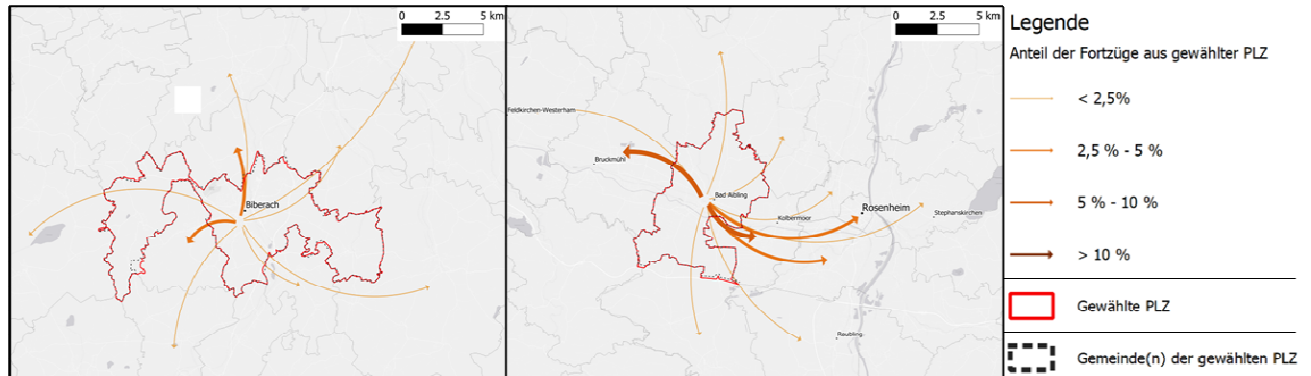 0 2.5 5 km
Biberach
0 2.5 5 km
Feldkirchen-Westerham
Bruckmühl
Bad Aibling
Kolbermoor
Rosenheim
Stephanskirchen
Raubling
Legende
Anteil der Fortzüge aus gewählter PLZ
< 2,5%
2,5 % - 5 %
5 % - 10 %
> 10 %
Gewählte PLZ
Gemeinde(n) der gewählten PLZ